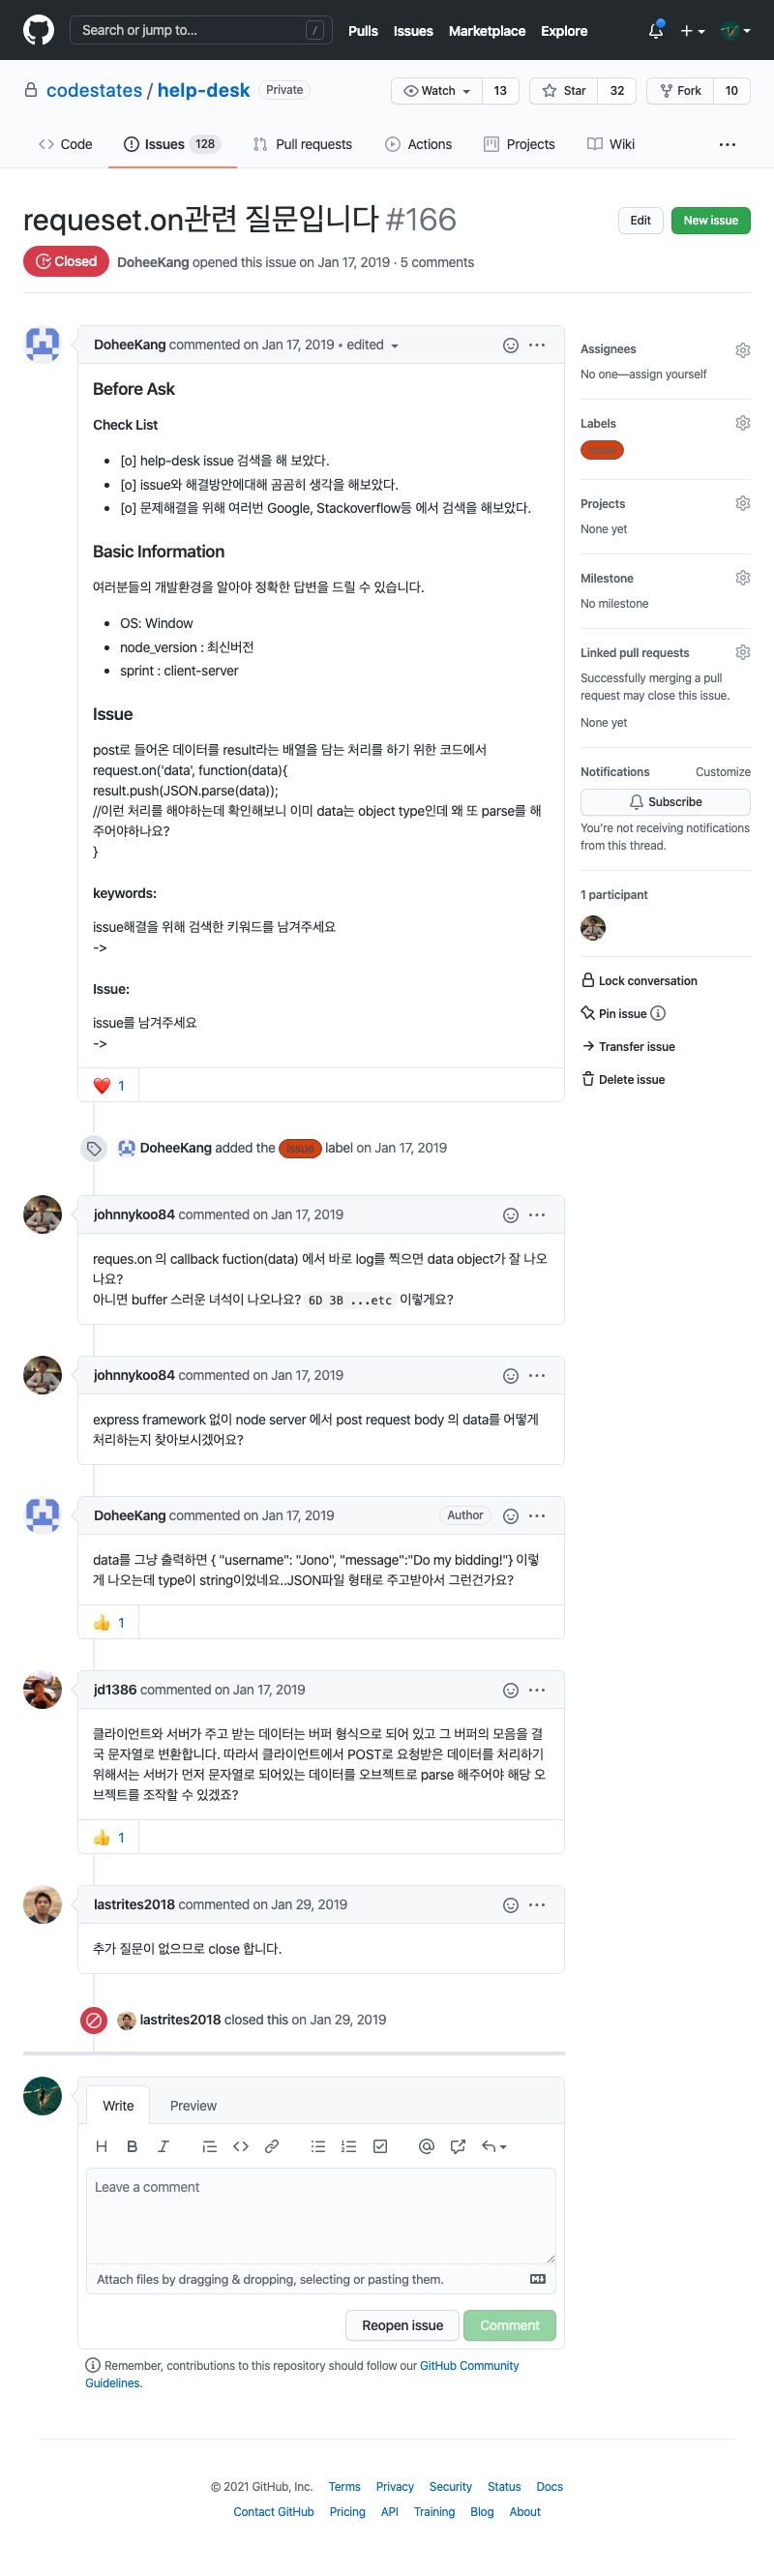 Search or jump to...
/
Pulls
Issues
Marketplace
Explore
codestates / help-desk
Private
Watch
13
Star
32
Fork
10
Code
Issues 128
Pull requests
Actions
Projects
Wiki
requeset.on관련 질문입니다 #166
Edit
New issue
Closed
DoheeKang opened this issue on Jan 17, 2019 · 5 comments
DoheeKang commented on Jan 17, 2019 • edited
Before Ask
Check List
• [o] help-desk issue 검색을 해 보았다.
• [o] issue와 해결방안에대해 곰곰히 생각을 해보았다.
• [o] 문제해결을 위해 여러번 Google, Stackoverflow등 에서 검색을 해보았다.
Basic Information
여러분들의 개발환경을 알아야 정확한 답변을 드릴 수 있습니다.
• OS: Window
• node_version : 최신버전
• sprint : client-server
Issue
post로 들어온 데이터를 result라는 배열을 담는 처리를 하기 위한 코드에서
request.on('data', function(data){
result.push(JSON.parse(data));
//이런 처리를 해야하는데 확인해보니 이미 data는 object type인데 왜 또 parse를 해
주어야하나요?
}
keywords:
issue해결을 위해 검색한 키워드를 남겨주세요
->
Issue:
issue를 남겨주세요
->
1
Assignees
No one—assign yourself
Labels
issue
Projects
None yet
Milestone
No milestone
Linked pull requests
Successfully merging a pull
request may close this issue.
None yet
Notifications
Customize
Subscribe
You're not receiving notifications
from this thread.
1 participant
Lock conversation
Pin issue
Transfer issue
Delete issue
DoheeKang added the issue label on Jan 17, 2019
johnnykoo84 commented on Jan 17, 2019
reques.on 의 callback fuction(data) 에서 바로 log를 찍으면 data object가 잘 나오
나요?
아니면 buffer 스러운 녀석이 나오나요? 6D 3B ...etc 이렇게요?
johnnykoo84 commented on Jan 17, 2019
express framework 없이 node server 에서 post request body 의 data를 어떻게
처리하는지 찾아보시겠어요?
DoheeKang commented on Jan 17, 2019
Author
data를 그냥 출력하면 { "username": "Jono", "message":"Do my bidding!"} 이렇
게 나오는데 type이 string이었네요..JSON파일 형태로 주고받아서 그런건가요?
1
jd1386 commented on Jan 17, 2019
클라이언트와 서버가 주고 받는 데이터는 버퍼 형식으로 되어 있고 그 버퍼의 모음을 결
국 문자열로 변환합니다. 따라서 클라이언트에서 POST로 요청받은 데이터를 처리하기
위해서는 서버가 먼저 문자열로 되어있는 데이터를 오브젝트로 parse 해주어야 해당 오
브젝트를 조작할 수 있겠죠?
1
lastrites2018 commented on Jan 29, 2019
추가 질문이 없으므로 close 합니다.
lastrites2018 closed this on Jan 29, 2019
Write
Preview
Leave a comment
Attach files by dragging & dropping, selecting or pasting them.
Reopen issue
Comment
Remember, contributions to this repository should follow our GitHub Community
Guidelines.
© 2021 GitHub, Inc.
Terms
Privacy
Security
Status
Docs
Contact GitHub
Pricing
API
Training
Blog
About